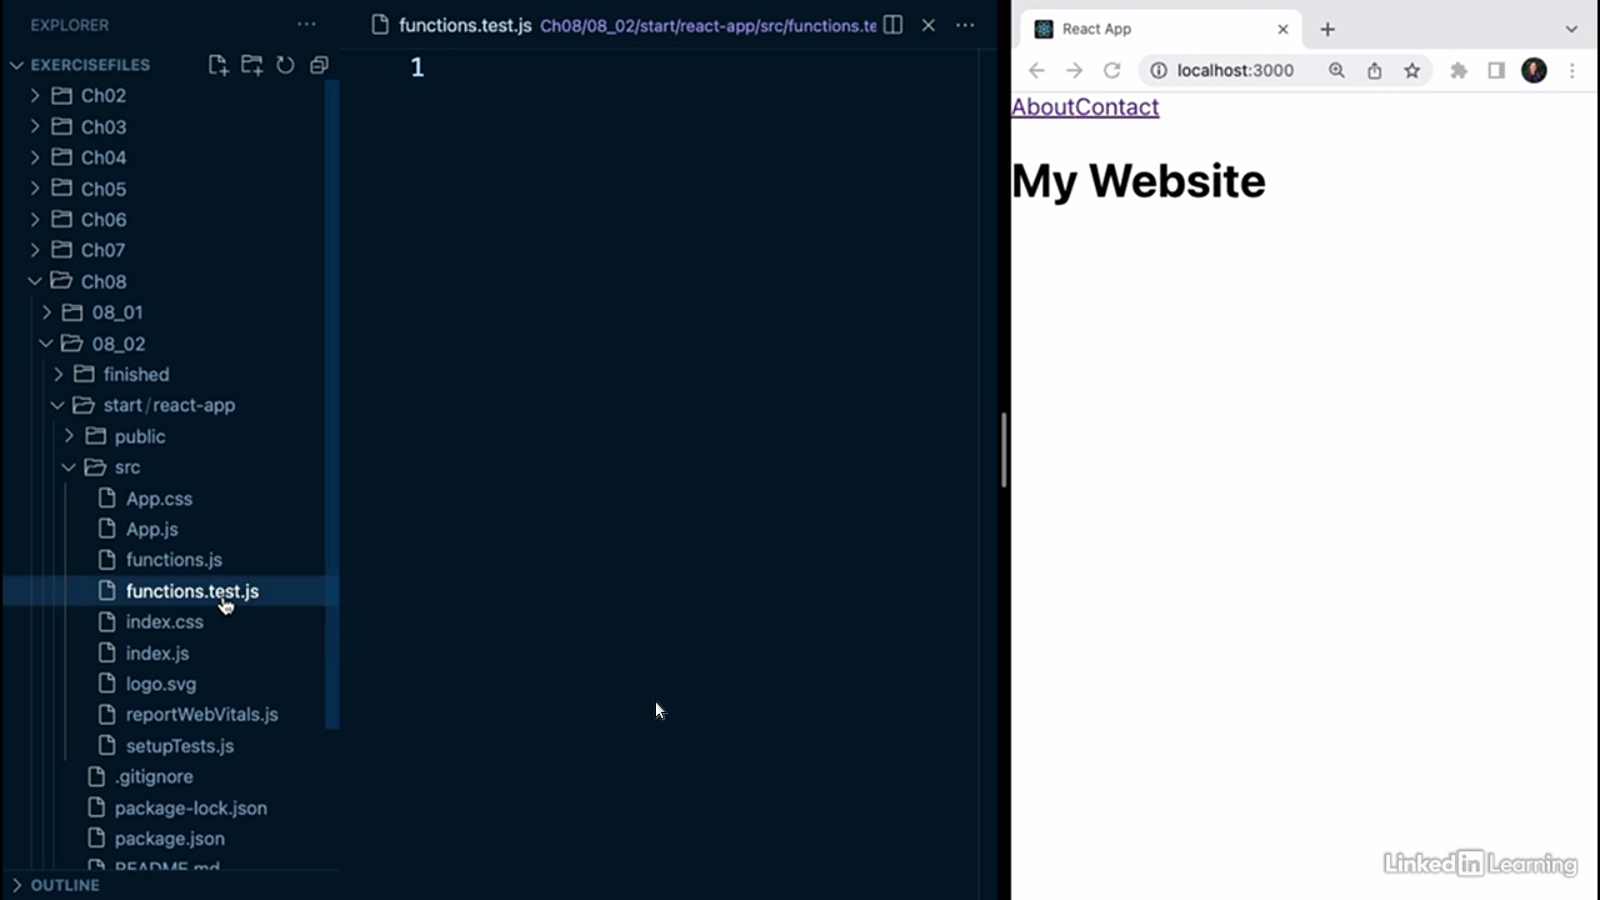 EXPLORER
EXERCISEFILES
Ch02
Ch03
Ch04
Ch05
Ch06
Ch07
Ch08
08_01
08_02
finished
start/react-app
public
src
App.css
App.js
functions.js
functions.test.js
index.css
index.js
logo.svg
reportWebVitals.js
setupTests.js
.gitignore
package-lock.json
package.json
README.md
OUTLINE
functions.test.js Ch08/08_02/start/react-app/src/functions.te
1
React App
localhost:3000
AboutContact
My Website
LinkedIn Learning